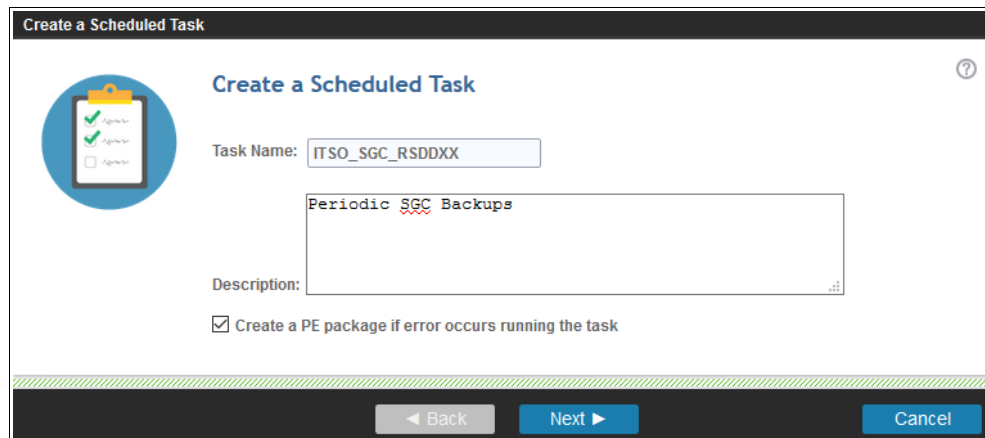 Create a Scheduled Task
Create a Scheduled Task
Task Name: ITSO_SGC_RSDDXX
Periodic SGC Backups
Description:
Create a PE package if error occurs running the task
◄ Back Next ► Cancel